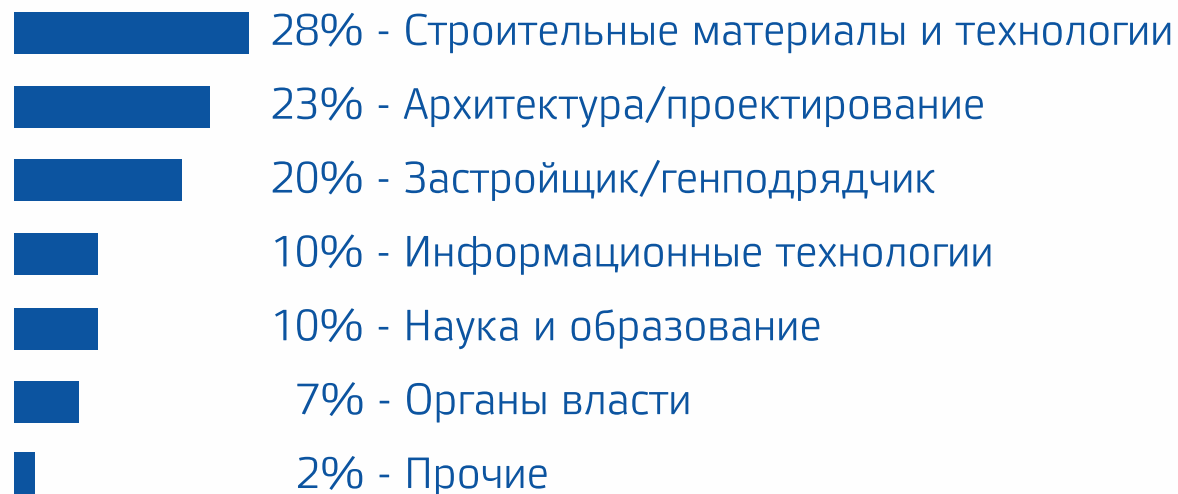 28% - Строительные материалы и технологии
23% - Архитектура/проектирование
20% - Застройщик/генподрядчик
10% - Информационные технологии
10% - Наука и образование
7% - Органы власти
2% - Прочие